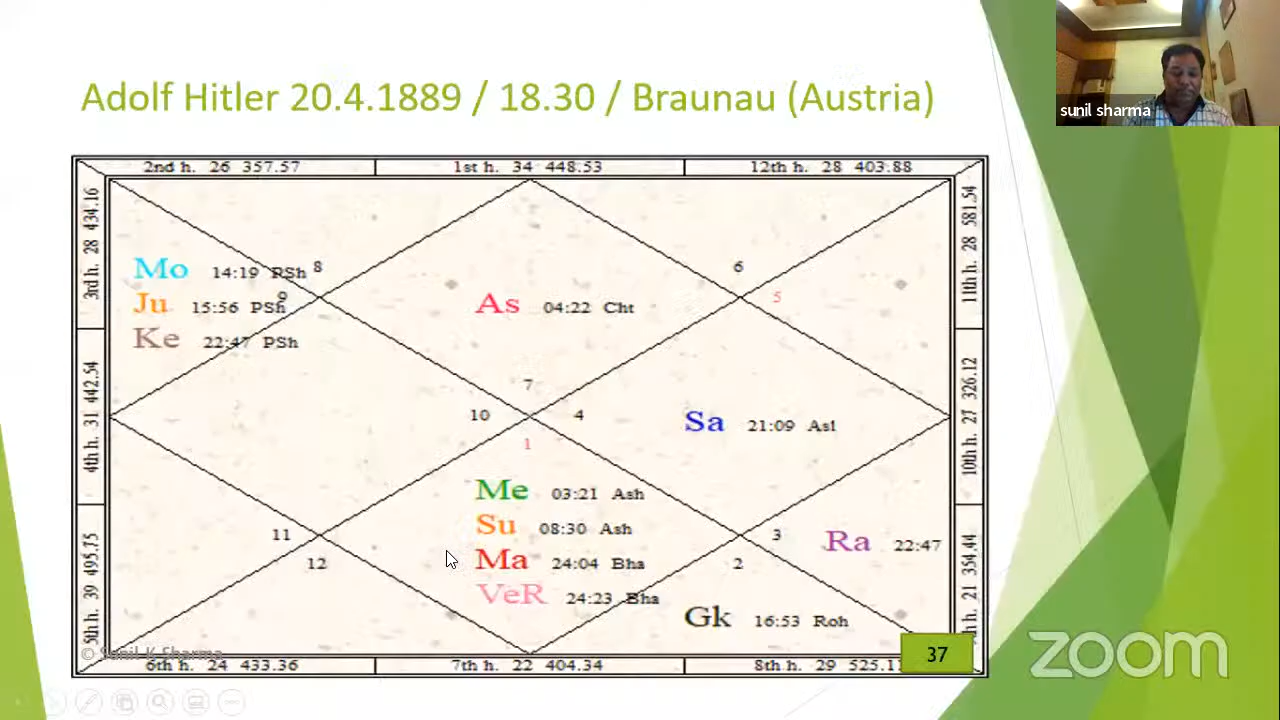 Adolf Hitler 20.4.1889 / 18.30 / Braunau (Austria)
sunil sharma
2nd h. 26 357.57
1st h. 34 448.53
12th h. 28 403.88
3rd h. 28 434.16
11th h. 28 581.54
Mo 14:19 PSh
8
6
Ju 15:56 PSh
9
5
As 04:22 Cht
Ke 22:47 PSh
7
4th h. 31 442.54
10th h. 27 326.12
10
4
Sa 21:09 Asl
1
Me 03:21 Ash
Su 08:30 Ash
11
3
Ra 22:47
Ma 24:04 Bha
12
2
VeR 24:23 Bha
Gk 16:53 Roh
5th h. 39 495.75
h. 21 354.44
© Sunil K Sharma
37
6th h. 24 433.36
7th h. 22 404.34
8th h. 29
zoom